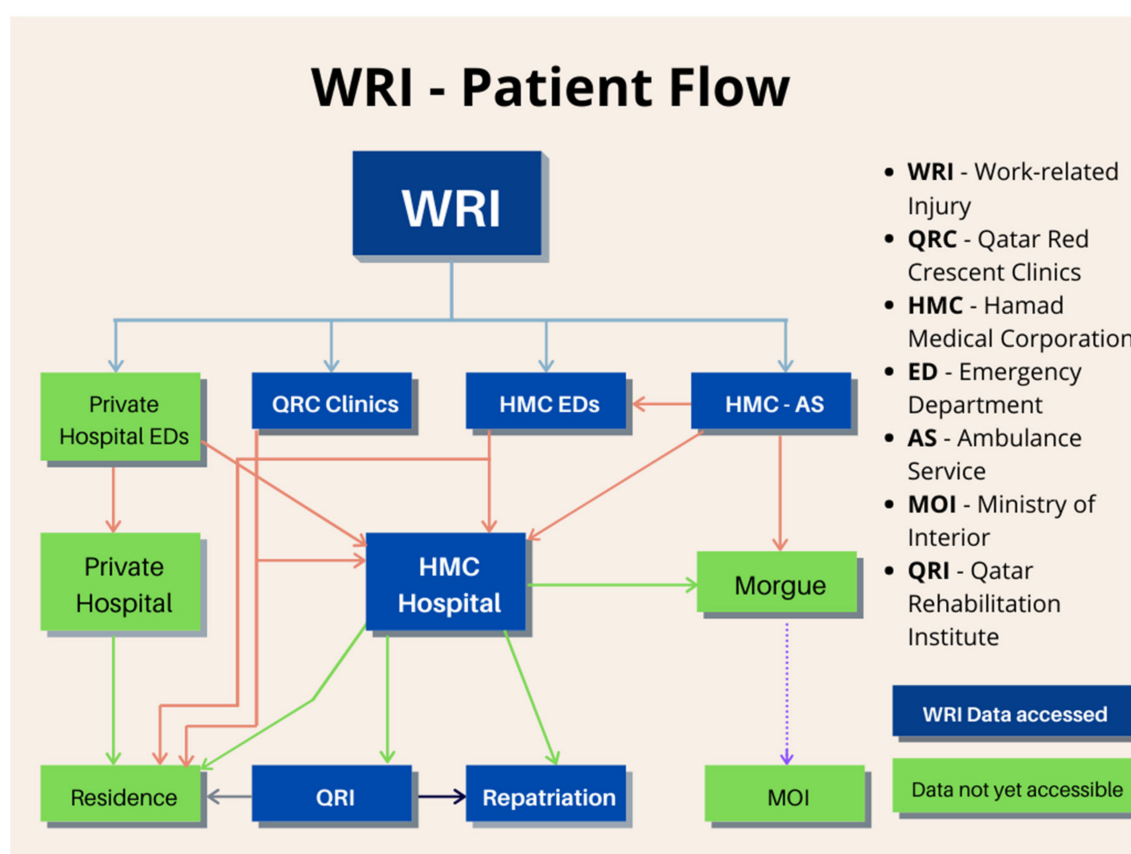 WRI - Patient Flow
WRI
Private
Hospital EDs
QRC Clinics
HMC EDs
HMC - AS
Private
Hospital
HMC
Hospital
Morgue
Residence
QRI
Repatriation
MOI
• WRI - Work-related
Injury
• QRC - Qatar Red
Crescent Clinics
• HMC - Hamad
Medical Corporation
• ED - Emergency
Department
• AS - Ambulance
Service
• MOI - Ministry of
Interior
• QRI - Qatar
Rehabilitation
Institute
WRI Data accessed
Data not yet accessible